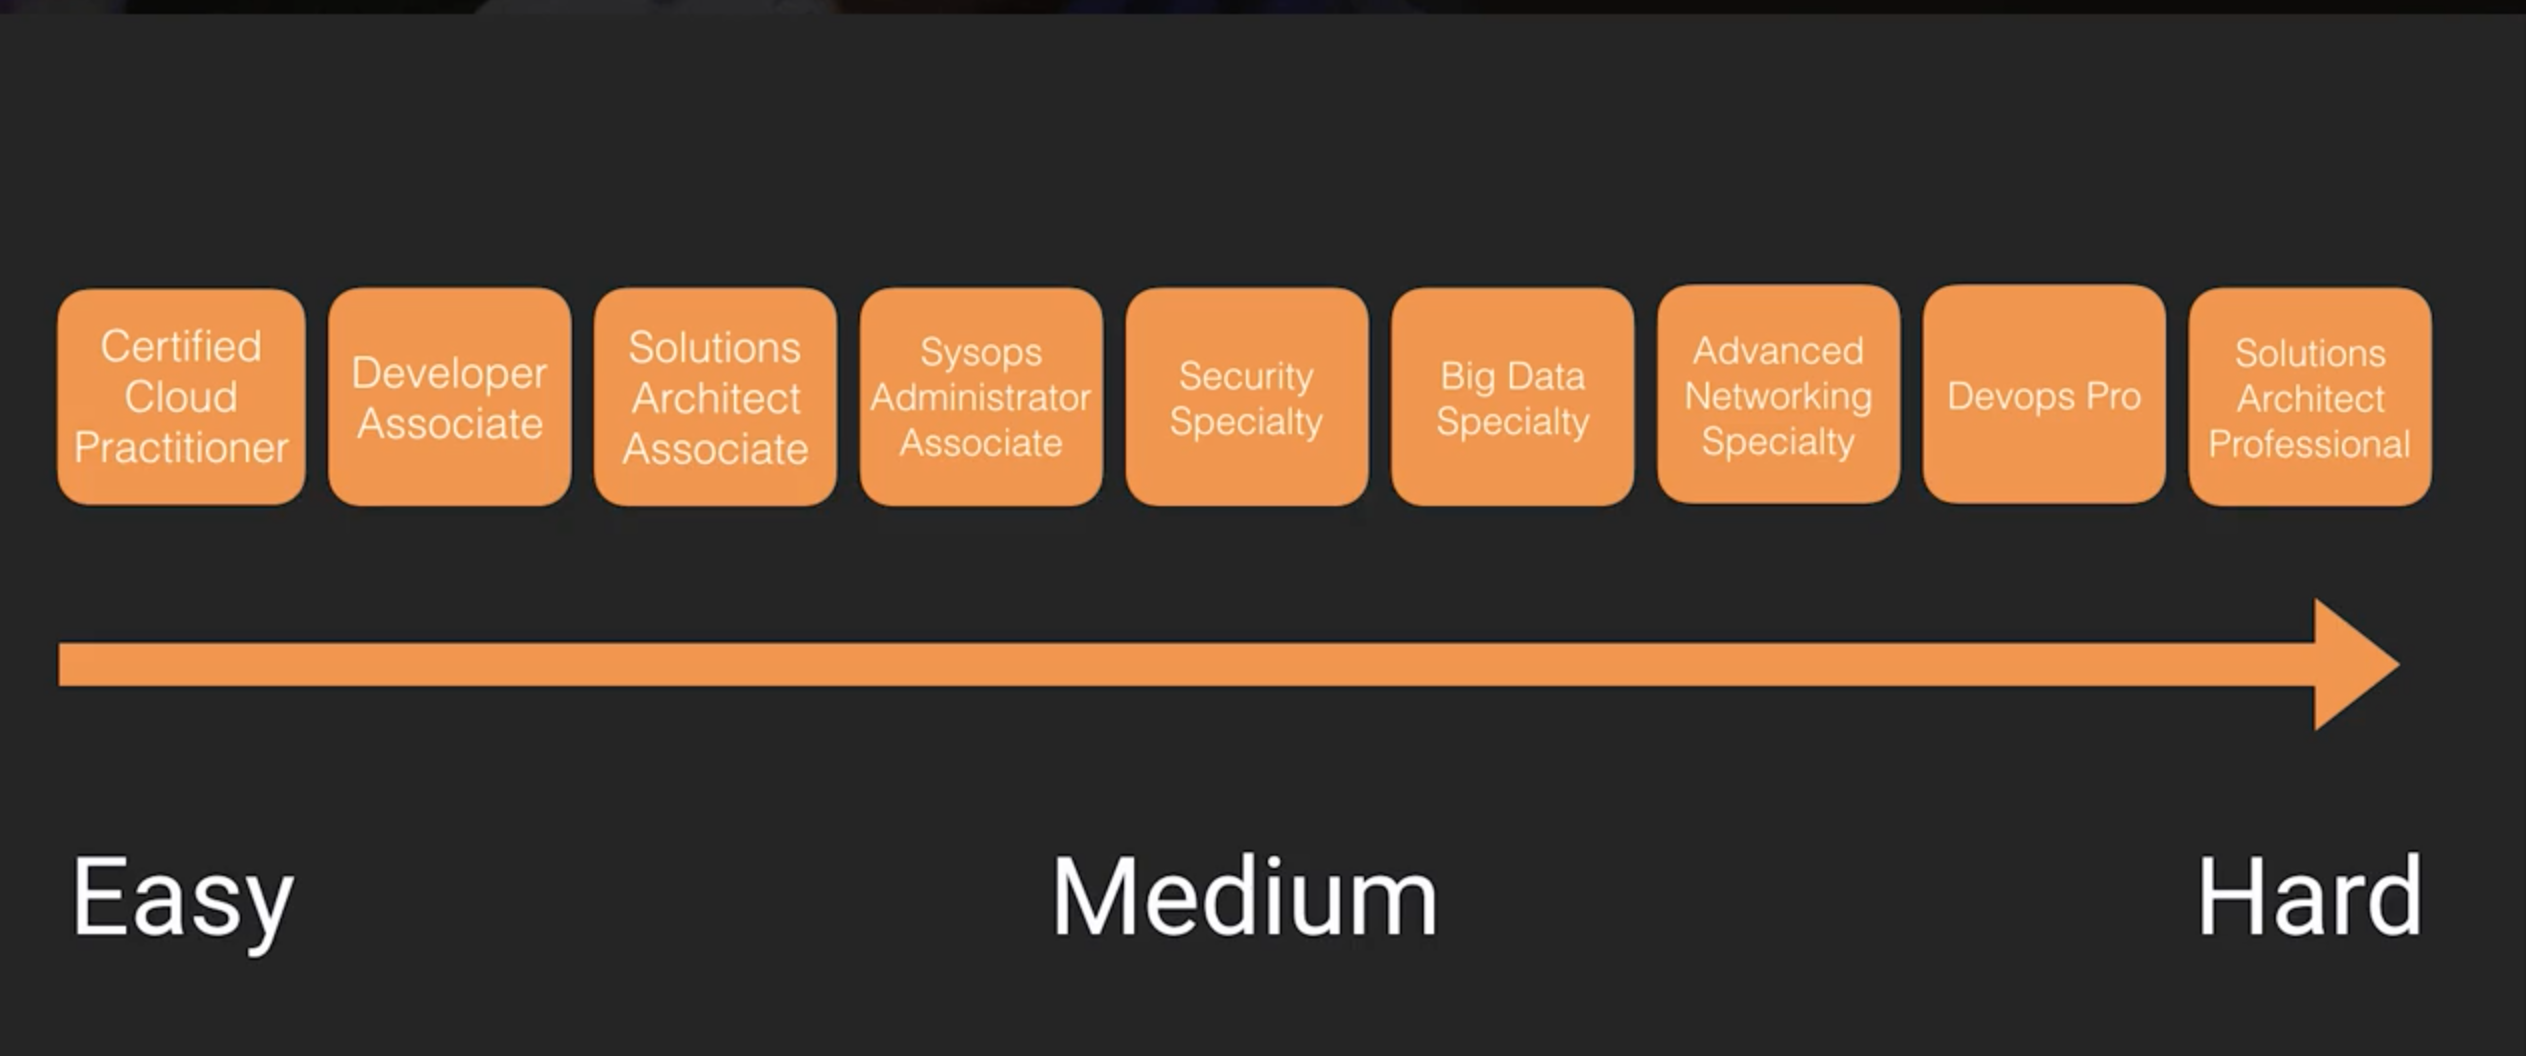 Certified
Cloud
Practitioner
Developer
Associate
Solutions
Architect
Associate
Sysops
Administrator
Associate
Security
Specialty
Big Data
Specialty
Advanced
Networking
Specialty
Devops Pro
Solutions
Architect
Professional
Easy
Medium
Hard